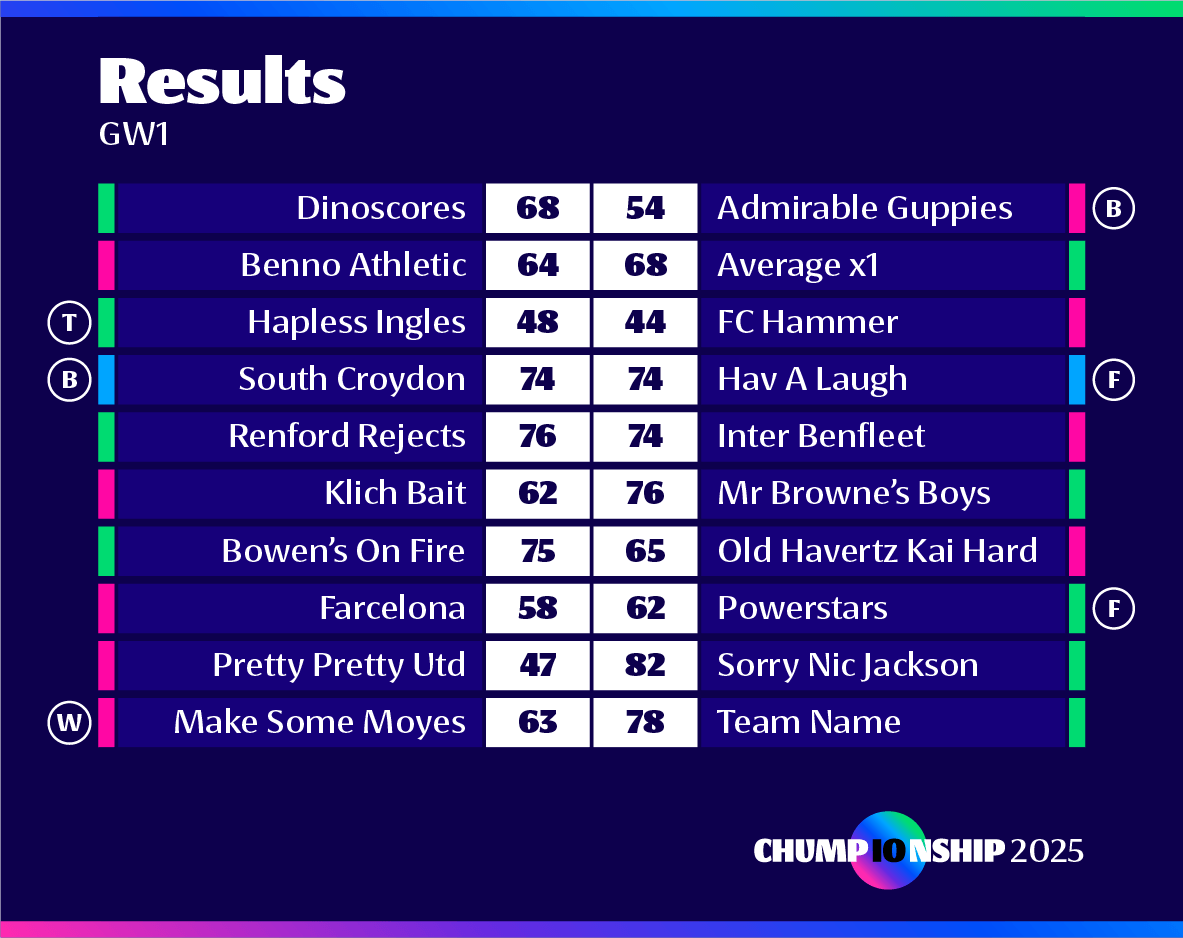 Results
GW1
Dinoscores 68 54 Admirable Guppies B
Benno Athletic 64 68 Average x1
T Hapless Ingles 48 44 FC Hammer
B South Croydon 74 74 Hav A Laugh F
Renford Rejects 76 74 Inter Benfleet
Klich Bait 62 76 Mr Browne’s Boys
Bowen’s On Fire 75 65 Old Havertz Kai Hard
Farcelona 58 62 Powerstars F
Pretty Pretty Utd 47 82 Sorry Nic Jackson
W Make Some Moyes 63 78 Team Name
CHUMPIONSHIP 2025